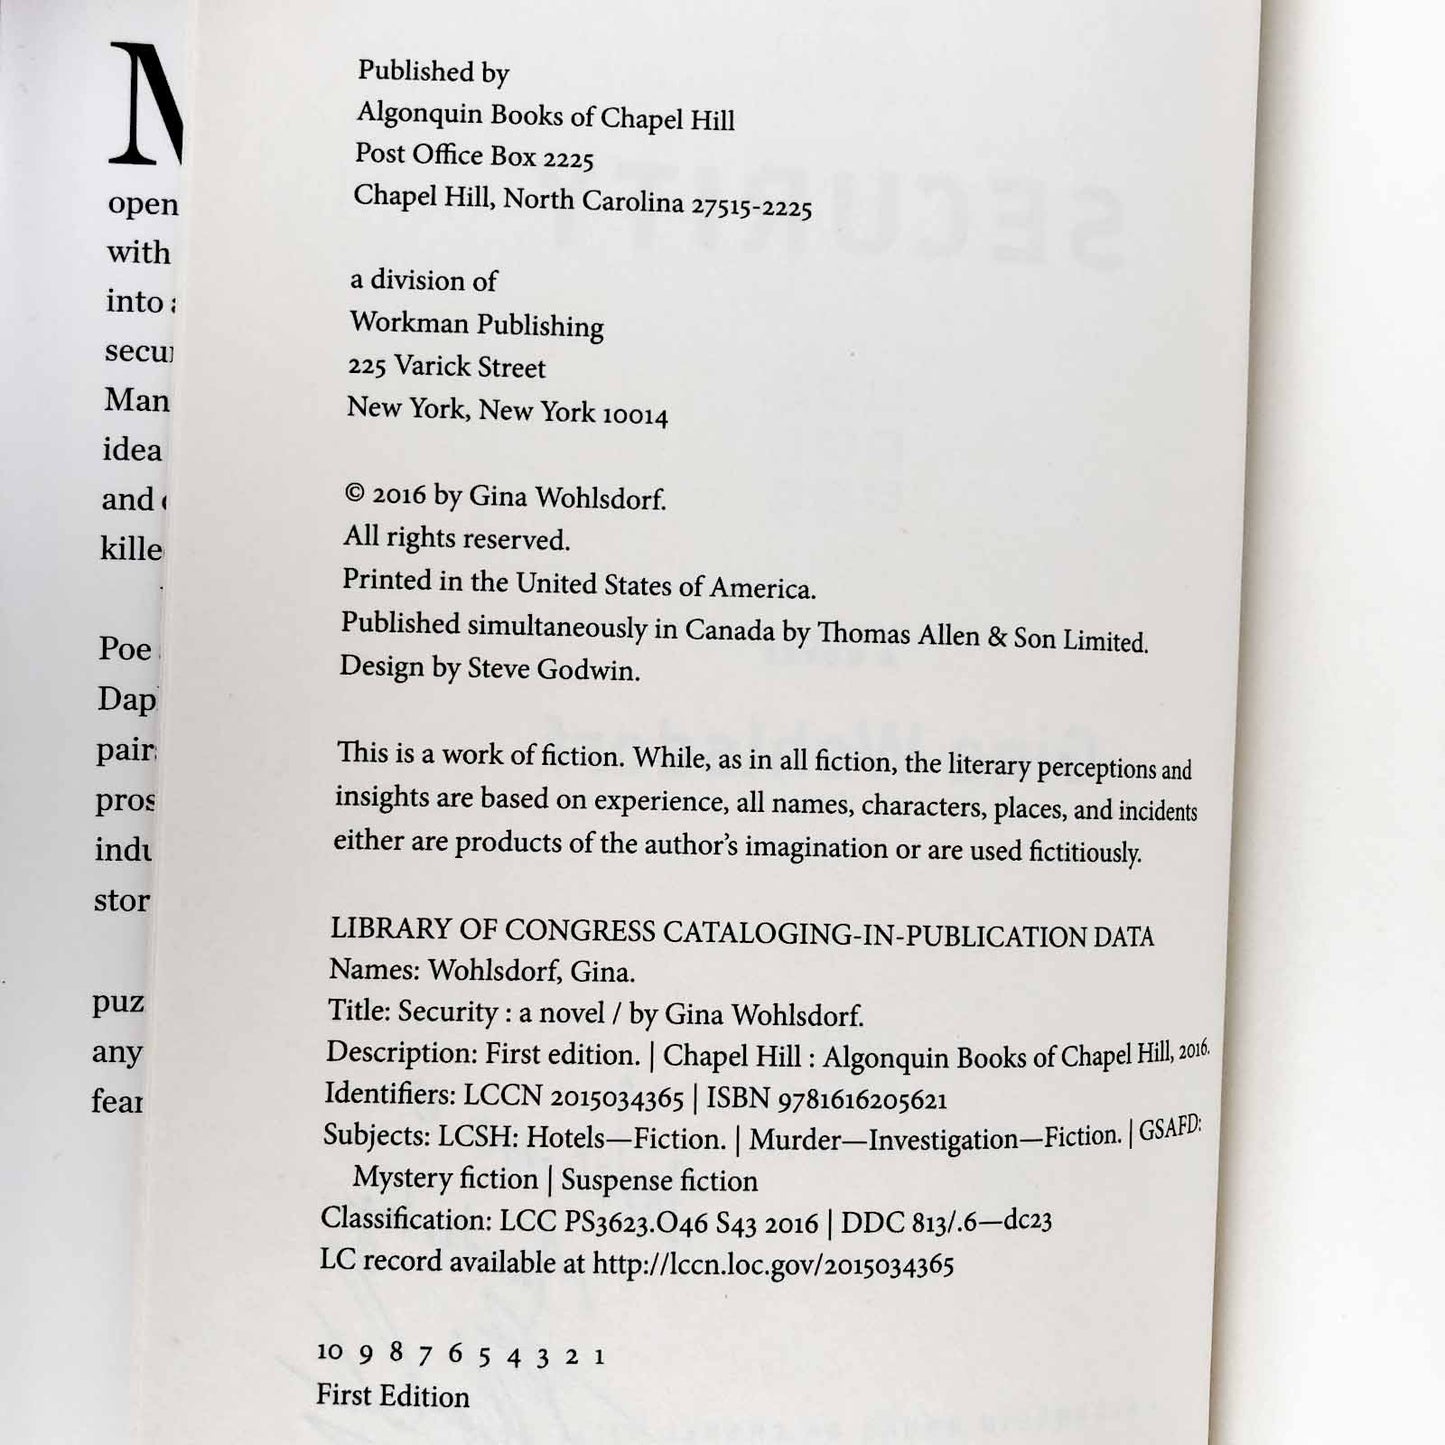 M
open
with
into
secu
Man
idea
and
kille
Poe
Dap
pair
pros
indu
stor
puz
any
fear
Published by
Algonquin Books of Chapel Hill
Post Office Box 2225
Chapel Hill, North Carolina 27515-2225
a division of
Workman Publishing
225 Varick Street
New York, New York 10014
© 2016 by Gina Wohlsdorf.
All rights reserved.
Printed in the United States of America.
Published simultaneously in Canada by Thomas Allen & Son Limited.
Design by Steve Godwin.
This is a work of fiction. While, as in all fiction, the literary perceptions and
insights are based on experience, all names, characters, places, and incidents
either are products of the author’s imagination or are used fictitiously.
LIBRARY OF CONGRESS CATALOGING-IN-PUBLICATION DATA
Names: Wohlsdorf, Gina.
Title: Security : a novel / by Gina Wohlsdorf.
Description: First edition. | Chapel Hill : Algonquin Books of Chapel Hill, 2016.
Identifiers: LCCN 2015034365 | ISBN 9781616205621
Subjects: LCSH: Hotels—Fiction. | Murder—Investigation—Fiction. | GSAFD:
Mystery fiction | Suspense fiction
Classification: LCC PS3623.O46 S43 2016 | DDC 813/.6—dc23
LC record available at http://lccn.loc.gov/2015034365
10 9 8 7 6 5 4 3 2 1
First Edition